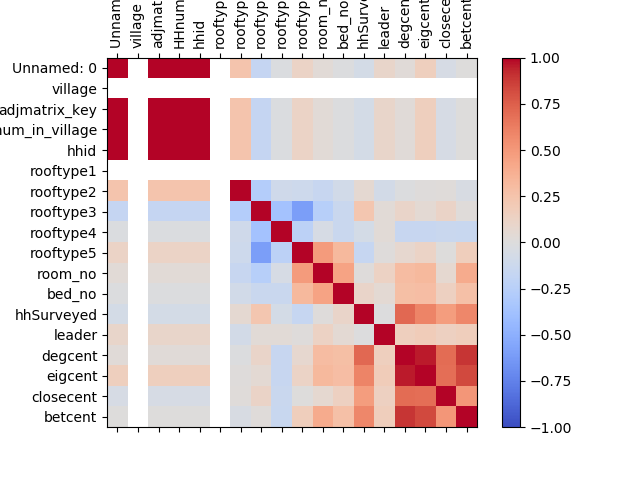 Unnam
village
adjmat
HHnum
hhid
rooftyp
rooftyp
rooftyp
rooftyp
rooftyp
room_n
bed_no
hhSurv
leader
degcent
eigcent
closece
betcent
Unnamed: 0
village
adjmatrix_key
num_in_village
hhid
rooftype1
rooftype2
rooftype3
rooftype4
rooftype5
room_no
bed_no
hhSurveyed
leader
degcent
eigcent
closecent
betcent
1.00
0.75
0.50
0.25
0.00
−0.25
−0.50
−0.75
−1.00